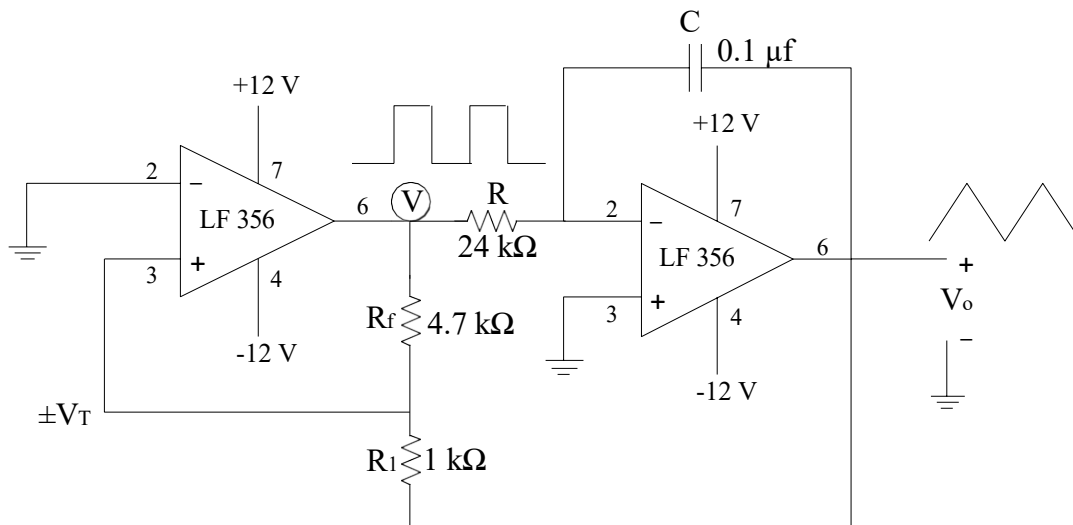 C
0.1 µf
+12 V
+12 V
2
−
7
LF 356
6
V
R
24 kΩ
2
−
7
LF 356
6
3
+
4
-12 V
Rf
4.7 kΩ
3
+
4
-12 V
+
Vo
−
±VT
R1
1 kΩ